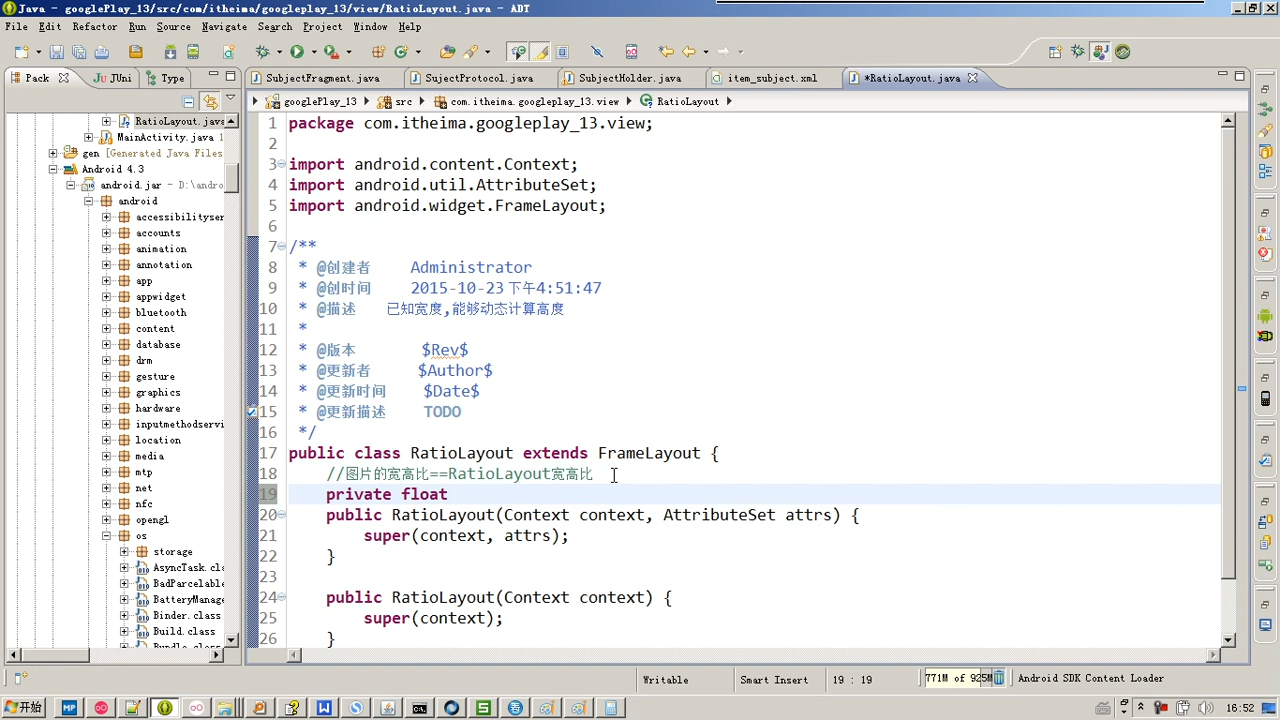 Java - googlePlay_13/src/com/itheima/googleplay_13/view/RatioLayout.java - ADT
File Edit Refactor Run Source Navigate Search Project Window Help
Pack JUni Type
SubjectFragment.java SujectProtocol.java SubjectHolder.java item_subject.xml *RatioLayout.java
googlePlay_13 src com.itheima.googleplay_13.view RatioLayout
RatioLayout.java
MainActivity.java
gen [Generated Java Files
Android 4.3
android.jar - D:\andro
android
accessibilityser
accounts
animation
annotation
app
appwidget
bluetooth
content
database
drm
gesture
graphics
hardware
inputmethodservi
location
media
mtp
net
nfc
opengl
os
storage
AsyncTask.cla
BadParcelable
BatteryManage
Binder.class
Build.class
Bundle.class
1 package com.itheima.googleplay_13.view;
2
3 import android.content.Context;
4 import android.util.AttributeSet;
5 import android.widget.FrameLayout;
6
7 /**
8 * @创建者 Administrator
9 * @创时间 2015-10-23 下午4:51:47
10 * @描述 已知宽度,能够动态计算高度
11 *
12 * @版本 $Rev$
13 * @更新者 $Author$
14 * @更新时间 $Date$
15 * @更新描述 TODO
16 */
17 public class RatioLayout extends FrameLayout {
18 //图片的宽高比==RatioLayout宽高比
19 private float
20 public RatioLayout(Context context, AttributeSet attrs) {
21 super(context, attrs);
22 }
23
24 public RatioLayout(Context context) {
25 super(context);
26 }
Writable Smart Insert 19 : 19 771M of 925M Android SDK Content Loader
开始 16:52